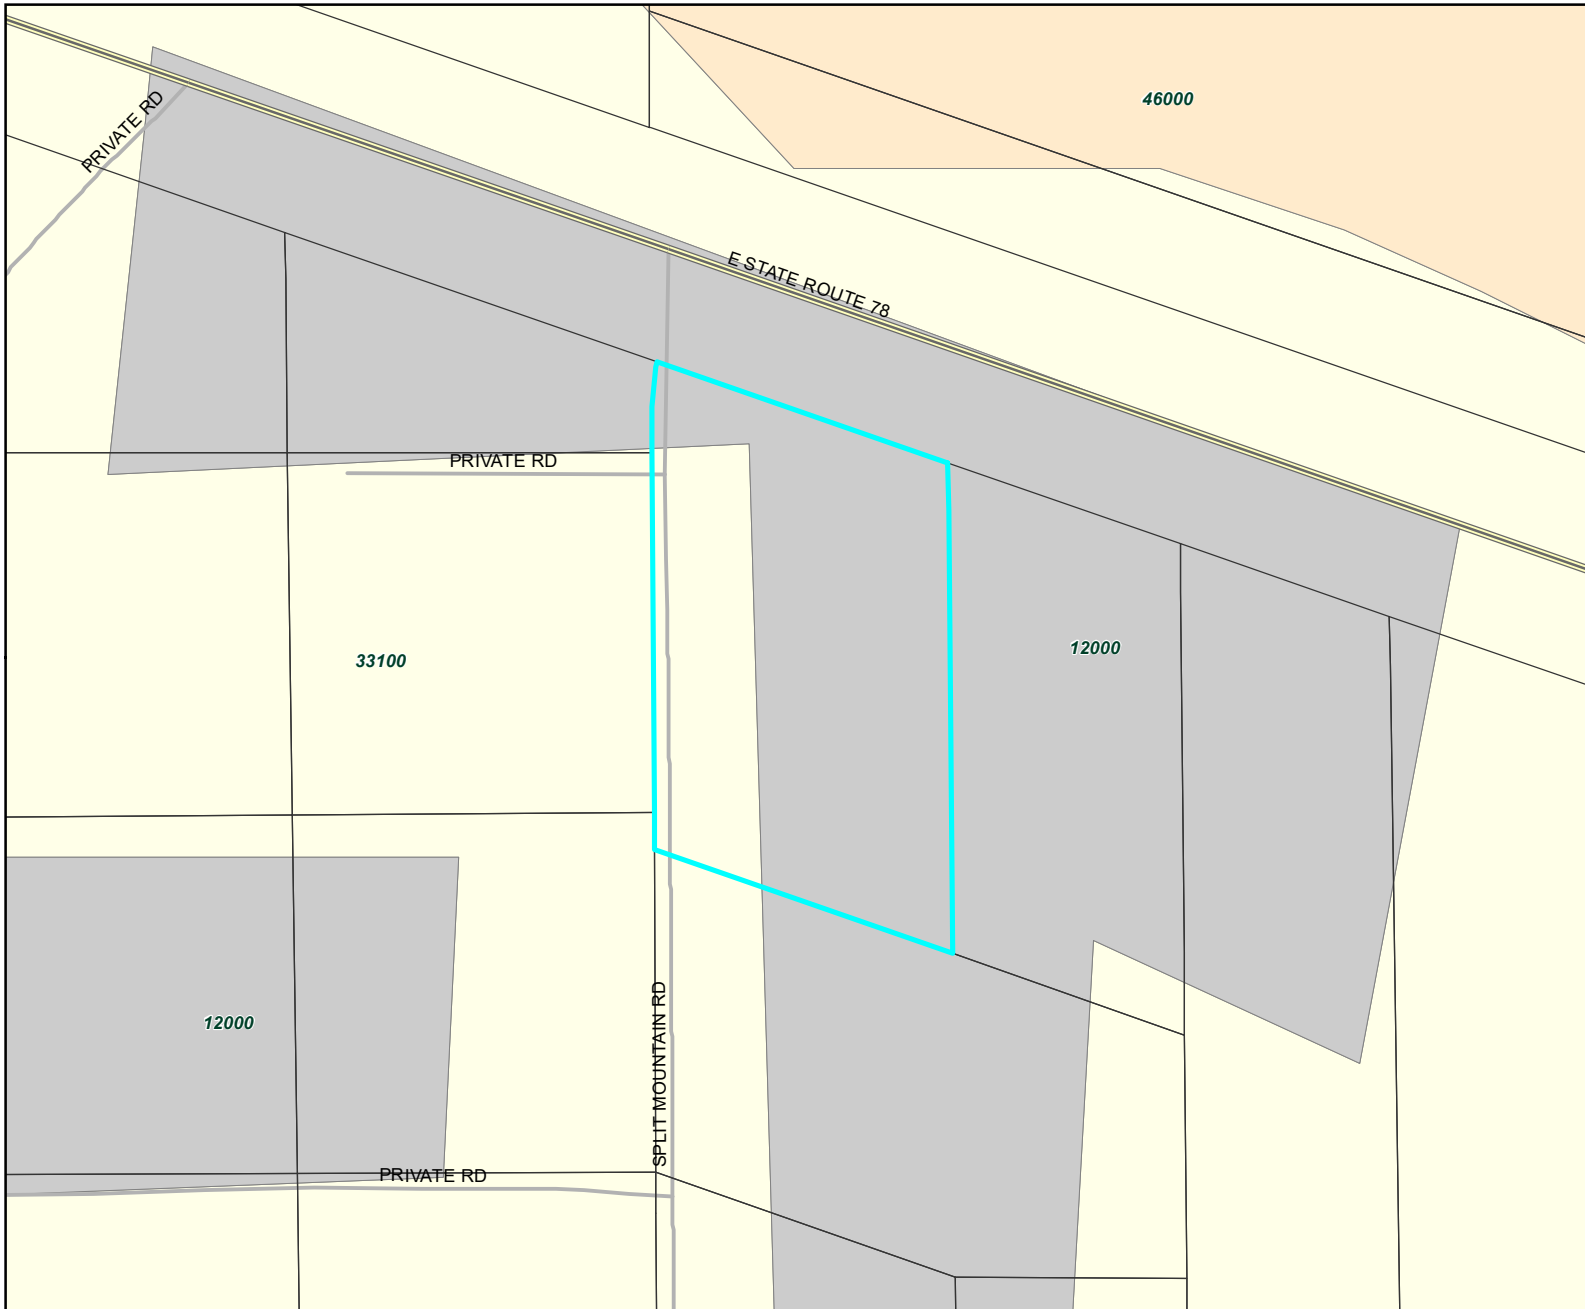 46000
PRIVATE RD
E STATE ROUTE 78
PRIVATE RD
12000
33100
12000
SPLIT MOUNTAIN RD
PRIVATE RD